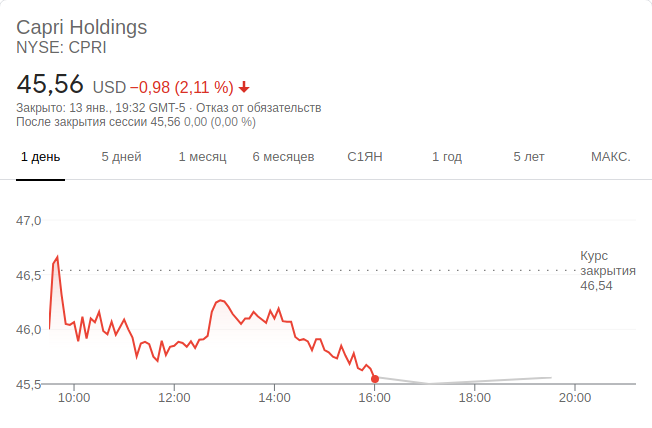 Capri Holdings
NYSE: CPRI
45,56 USD −0,98 (2,11 %)
Закрыто: 13 янв., 19:32 GMT-5 · Отказ от обязательств
После закрытия сессии 45,56 0,00 (0,00 %)
1 день 5 дней 1 месяц 6 месяцев С1ЯН 1 год 5 лет МАКС.
47,0
Курс
закрытия
46,54
46,5
46,0
45,5
10:00 12:00 14:00 16:00 18:00 20:00